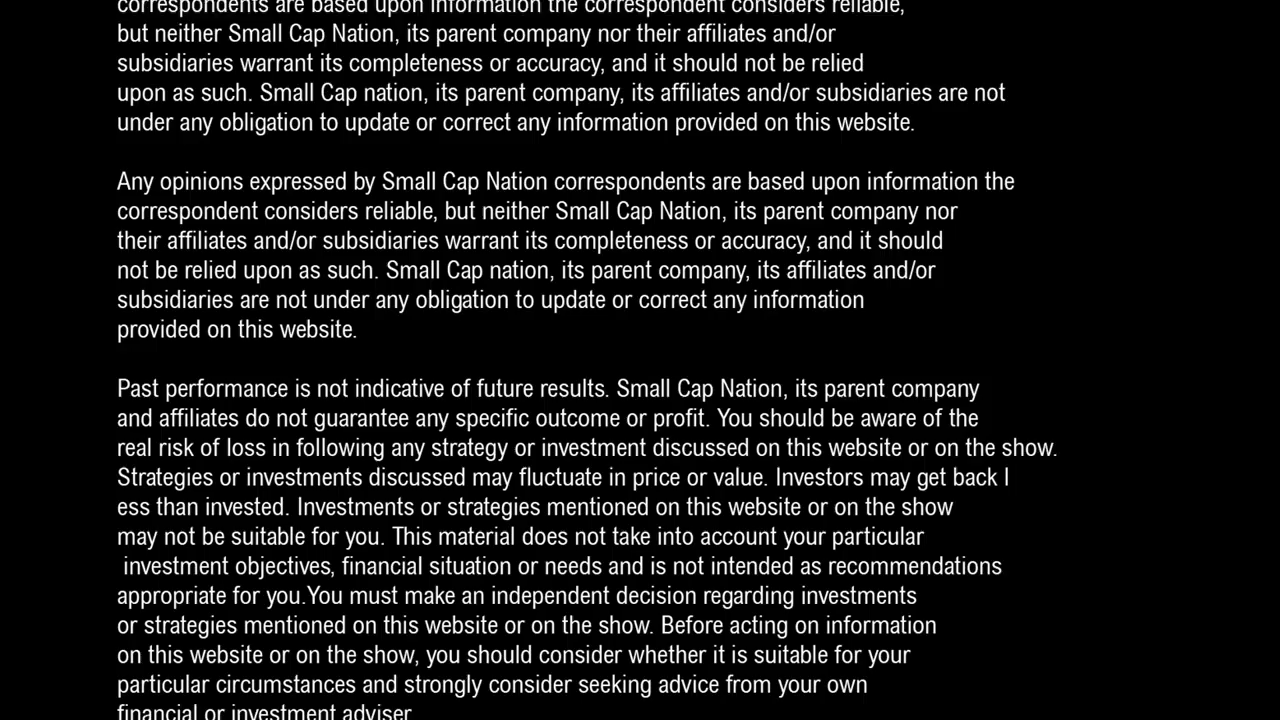 correspondents are based upon information the correspondent considers reliable,
but neither Small Cap Nation, its parent company nor their affiliates and/or
subsidiaries warrant its completeness or accuracy, and it should not be relied
upon as such. Small Cap nation, its parent company, its affiliates and/or subsidiaries are not
under any obligation to update or correct any information provided on this website.
Any opinions expressed by Small Cap Nation correspondents are based upon information the
correspondent considers reliable, but neither Small Cap Nation, its parent company nor
their affiliates and/or subsidiaries warrant its completeness or accuracy, and it should
not be relied upon as such. Small Cap nation, its parent company, its affiliates and/or
subsidiaries are not under any obligation to update or correct any information
provided on this website.
Past performance is not indicative of future results. Small Cap Nation, its parent company
and affiliates do not guarantee any specific outcome or profit. You should be aware of the
real risk of loss in following any strategy or investment discussed on this website or on the show.
Strategies or investments discussed may fluctuate in price or value. Investors may get back l
ess than invested. Investments or strategies mentioned on this website or on the show
may not be suitable for you. This material does not take into account your particular
investment objectives, financial situation or needs and is not intended as recommendations
appropriate for you.You must make an independent decision regarding investments
or strategies mentioned on this website or on the show. Before acting on information
on this website or on the show, you should consider whether it is suitable for your
particular circumstances and strongly consider seeking advice from your own
financial or investment adviser